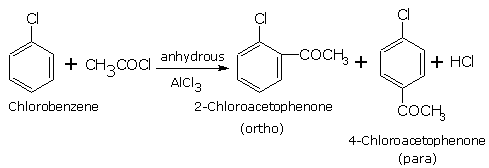 Cl
Cl
Cl
+ CH3COCl
anhydrous
AlCl3
COCH3
+
+ HCl
Chlorobenzene
2-Chloroacetophenone
(ortho)
COCH3
4-Chloroacetophenone
(para)